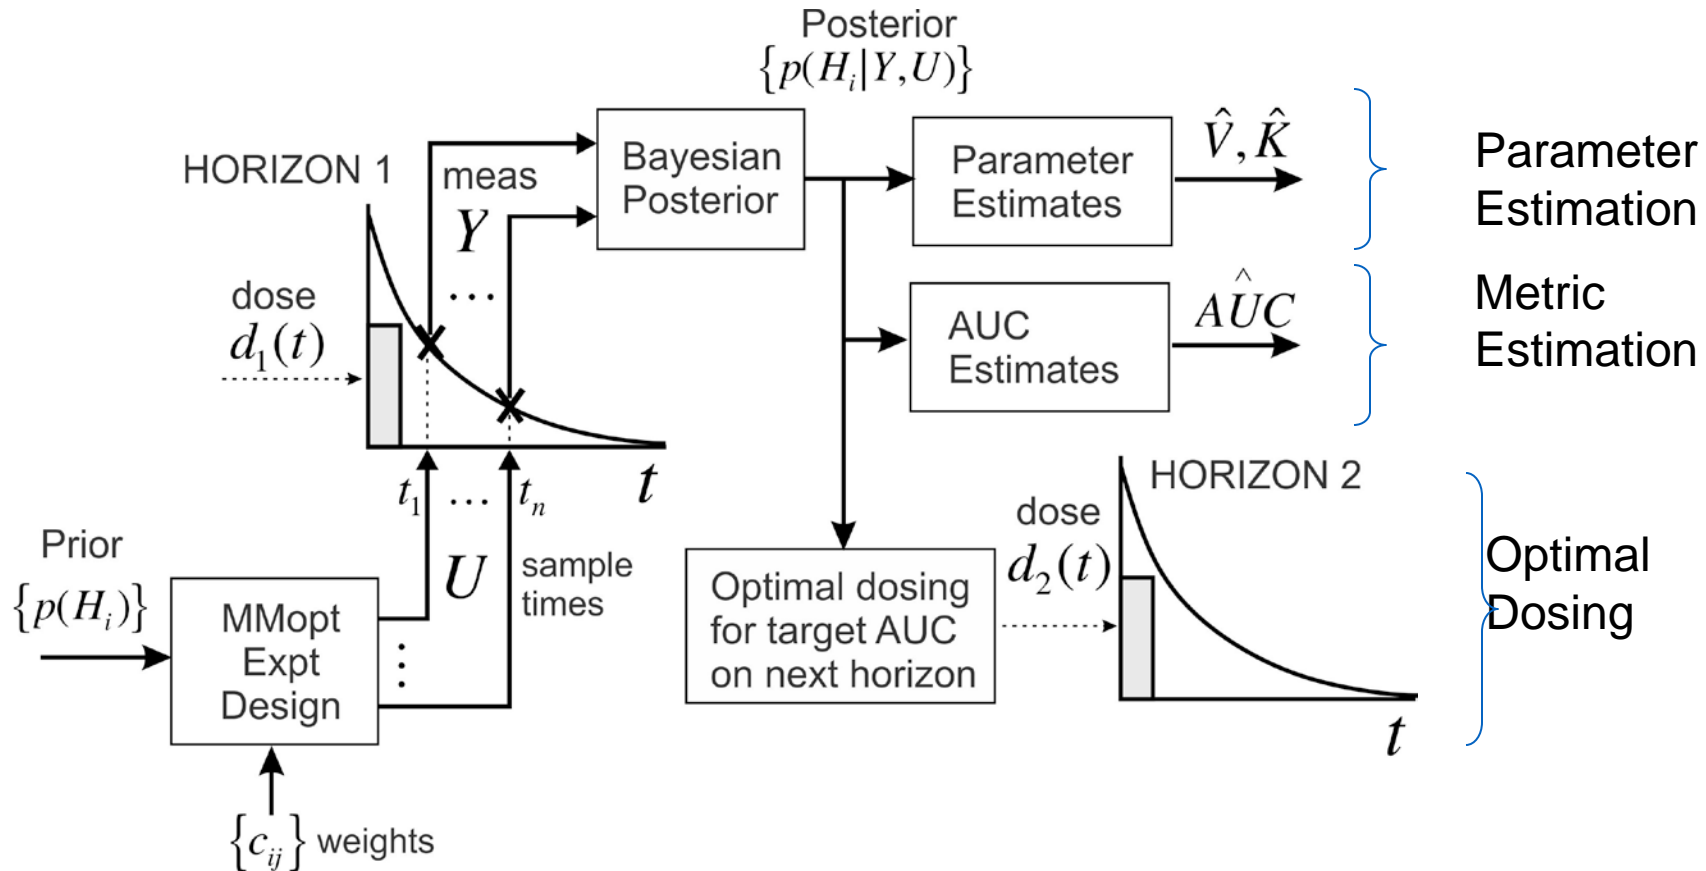 Posterior
{p(H_i|Y,U)}
HORIZON 1
meas
Y
...
dose
d_1(t)
Bayesian
Posterior
Parameter
Estimates
V̂, K̂
Parameter
Estimation
AUC
Estimates
AÛC
Metric
Estimation
t_1 ... t_n
t
U
sample
times
Prior
{p(H_i)}
MMopt
Expt
Design
{c_ij} weights
Optimal dosing
for target AUC
on next horizon
dose
d_2(t)
HORIZON 2
t
Optimal
Dosing